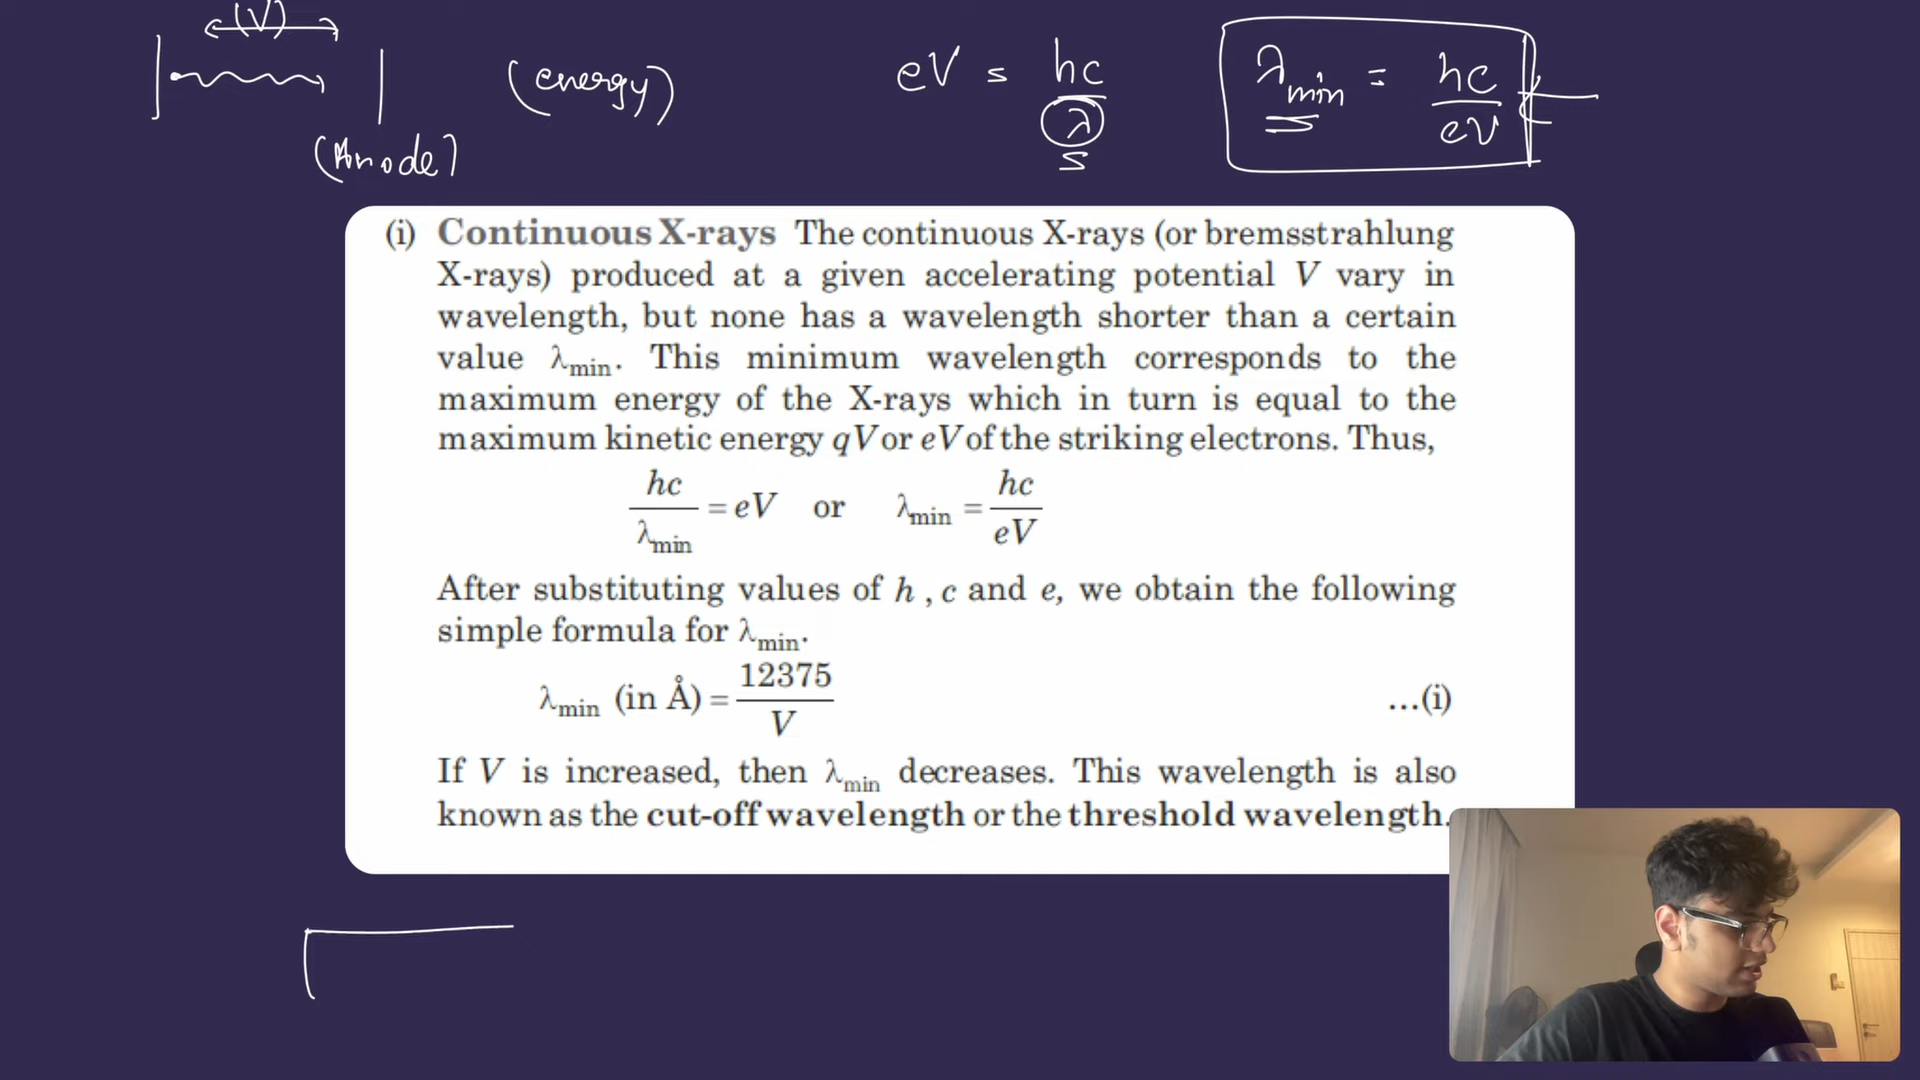 (V)
(energy)
eV = hc/λ
λmin = hc/eV
(Anode)
(i) Continuous X-rays The continuous X-rays (or bremsstrahlung
X-rays) produced at a given accelerating potential V vary in
wavelength, but none has a wavelength shorter than a certain
value λmin. This minimum wavelength corresponds to the
maximum energy of the X-rays which in turn is equal to the
maximum kinetic energy qV or eV of the striking electrons. Thus,
hc/λmin = eV or λmin = hc/eV
After substituting values of h , c and e, we obtain the following
simple formula for λmin.
λmin (in Å) = 12375/V ...(i)
If V is increased, then λmin decreases. This wavelength is also
known as the cut-off wavelength or the threshold wavelength.